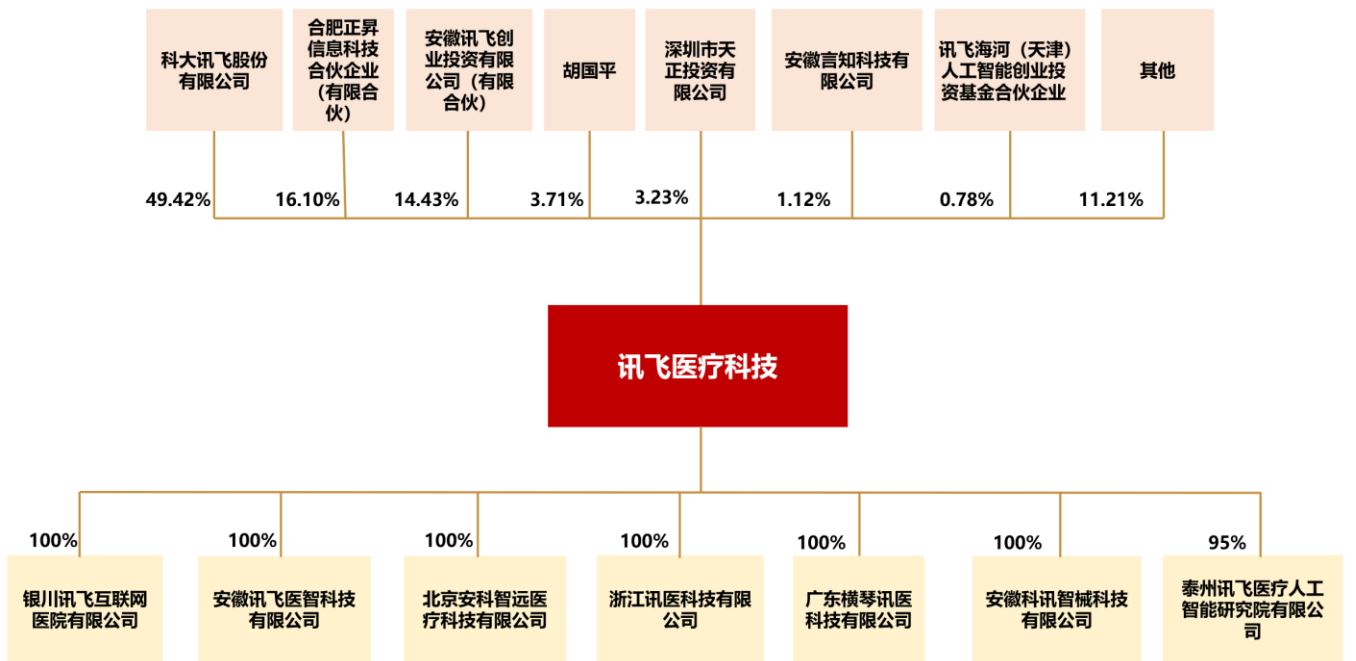 科大讯飞股份
有限公司
合肥正昇
信息科技
合伙企业
（有限合
伙）
安徽讯飞创
业投资有限
公司（有限
合伙）
胡国平
深圳市天
正投资有
限公司
安徽言知科技有
限公司
讯飞海河（天津）
人工智能创业投
资基金合伙企业
其他
49.42%
16.10%
14.43%
3.71%
3.23%
1.12%
0.78%
11.21%
讯飞医疗科技
100%
100%
100%
100%
100%
100%
95%
银川讯飞互联网
医院有限公司
安徽讯飞医智科技
有限公司
北京安科智远医
疗科技有限公司
浙江讯医科技有限
公司
广东横琴讯医
科技有限公司
安徽科讯智械科技
有限公司
泰州讯飞医疗人工
智能研究院有限公
司